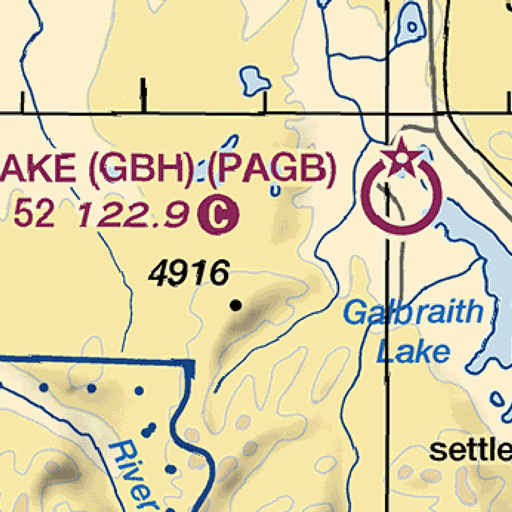 AKE (GBH) (PAGB)
52 122.9 C
4916
Galbraith
Lake
settle
River